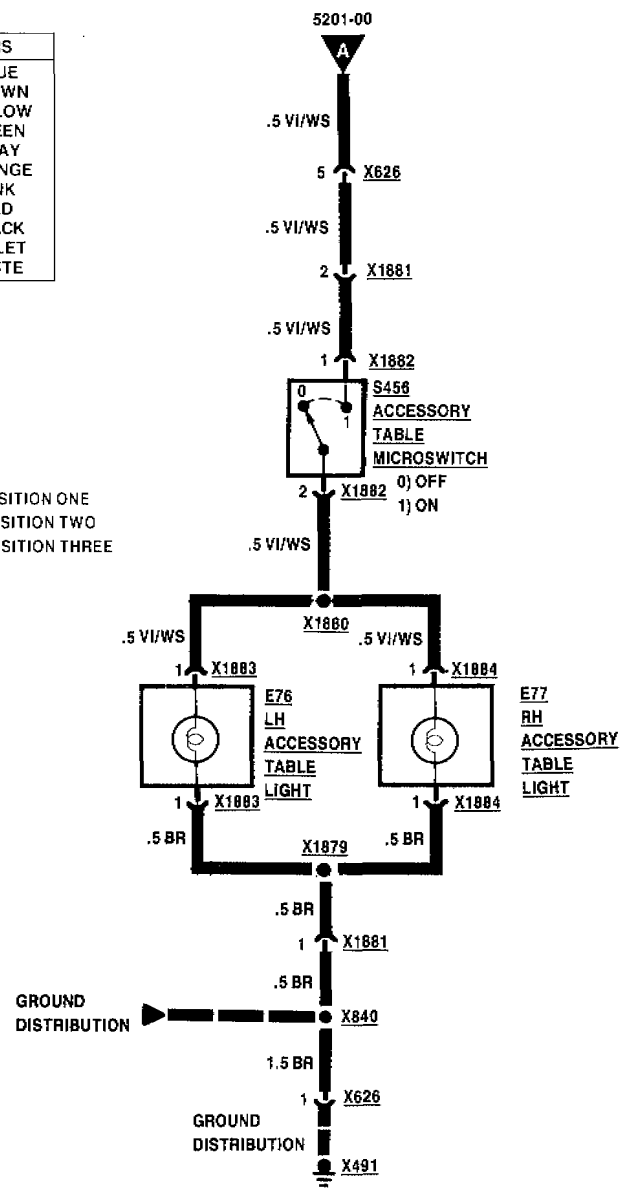 5201-00
A
.5 VI/WS
5 X626
.5 VI/WS
2 X1881
.5 VI/WS
1 X1882
0 1
S456
ACCESSORY
TABLE
MICROSWITCH
0) OFF
1) ON
2 X1882
SITION ONE
SITION TWO
SITION THREE
.5 VI/WS
X1880
.5 VI/WS .5 VI/WS
1 X1883 1 X1884
E76
LH
ACCESSORY
TABLE
LIGHT
E77
RH
ACCESSORY
TABLE
LIGHT
1 X1883 1 X1884
.5 BR .5 BR
X1879
.5 BR
1 X1881
.5 BR
GROUND
DISTRIBUTION
X840
1.5 BR
1 X626
GROUND
DISTRIBUTION
X491
S
UE
WN
LOW
EEN
AY
NGE
NK
D
ACK
LET
TE